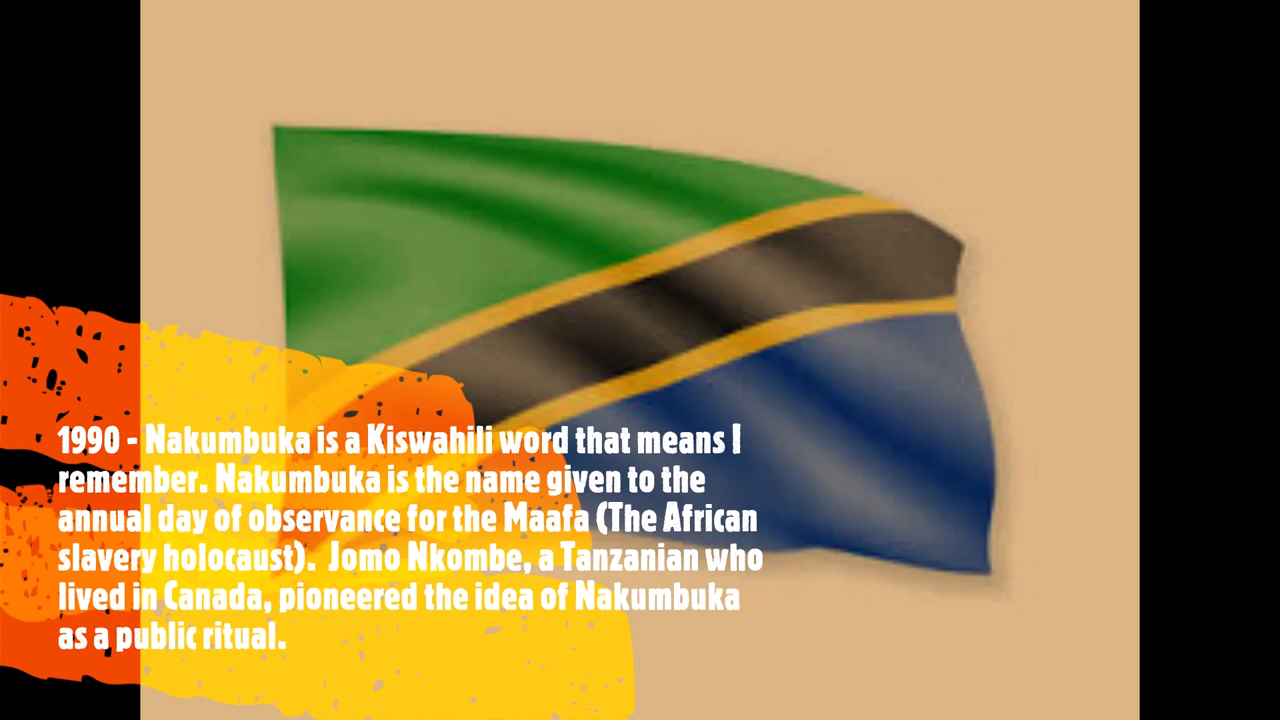 1990 - Nakumbuka is a Kiswahili word that means I
remember. Nakumbuka is the name given to the
annual day of observance for the Maafa (The African
slavery holocaust).  Jomo Nkombe, a Tanzanian who
lived in Canada, pioneered the idea of Nakumbuka
as a public ritual.